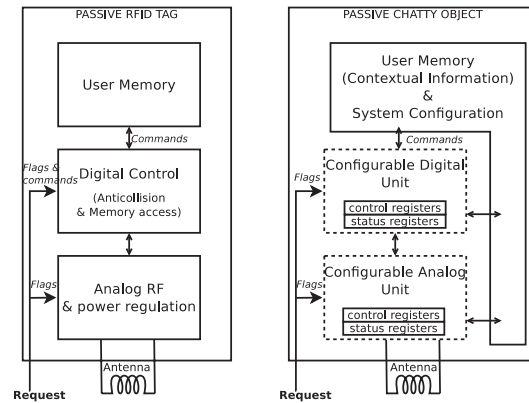 PASSIVE RFID TAG
User Memory
Commands
Flags &
commands
Digital Control
(Anticollision
& Memory access)
Flags
Analog RF
& power regulation
Antenna
Request
PASSIVE CHATTY OBJECT
User Memory
(Contextual Information)
&
System Configuration
Commands
Flags
Configurable Digital
Unit
control registers
status registers
Flags
Configurable Analog
Unit
control registers
status registers
Antenna
Request